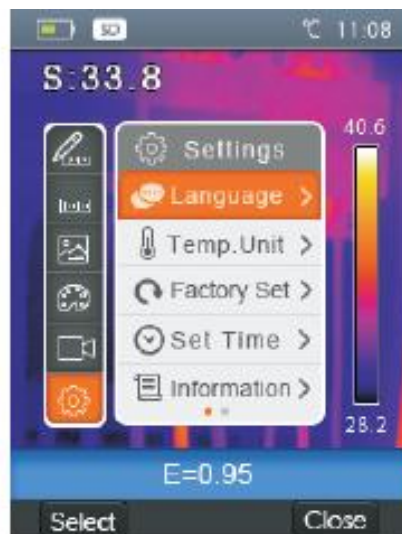 SD ℃ 11:08
S:33.8
40.6
Settings
Language >
Temp.Unit >
Factory Set >
Set Time >
Information >
28.2
E=0.95
Select Close